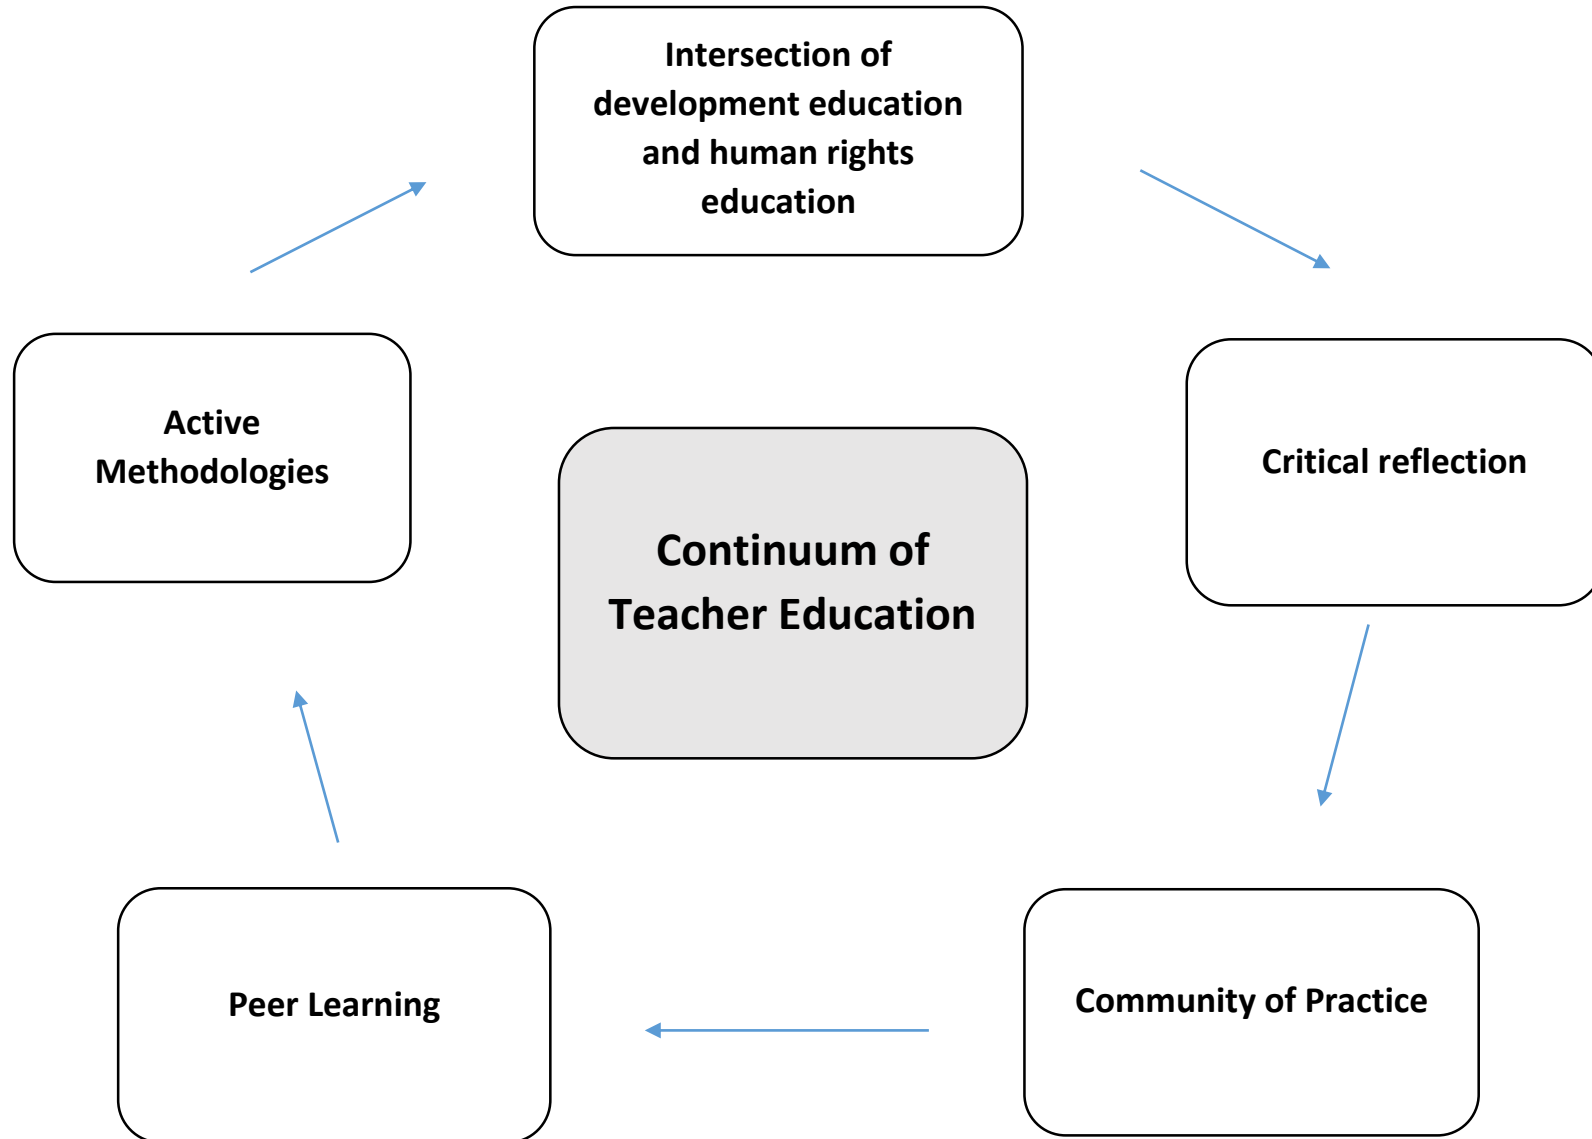 Intersection of
development education
and human rights
education
Active
Methodologies
Critical reflection
Continuum of
Teacher Education
Peer Learning
Community of Practice